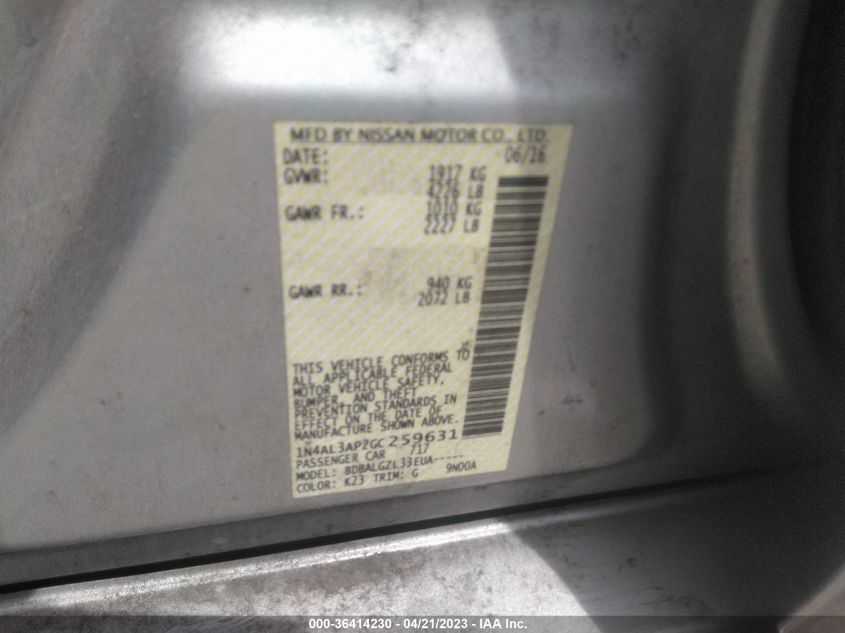 MFD BY NISSAN MOTOR CO., LTD.
DATE: 06/16
GVWR: 1917 KG
4226 LB
GAWR FR.: 1010 KG
2227 LB
GAWR RR.: 940 KG
2072 LB
THIS VEHICLE CONFORMS TO
ALL APPLICABLE FEDERAL
MOTOR VEHICLE SAFETY,
BUMPER, AND THEFT
PREVENTION STANDARDS IN
EFFECT ON THE DATE OF
MANUFACTURE SHOWN ABOVE.
1N4AL3AP2GC259631
PASSENGER CAR /17
MODEL: BDBALGZL33EUA-----
COLOR: K23 TRIM: G 9N00A
000-36414230 - 04/21/2023 - IAA Inc.